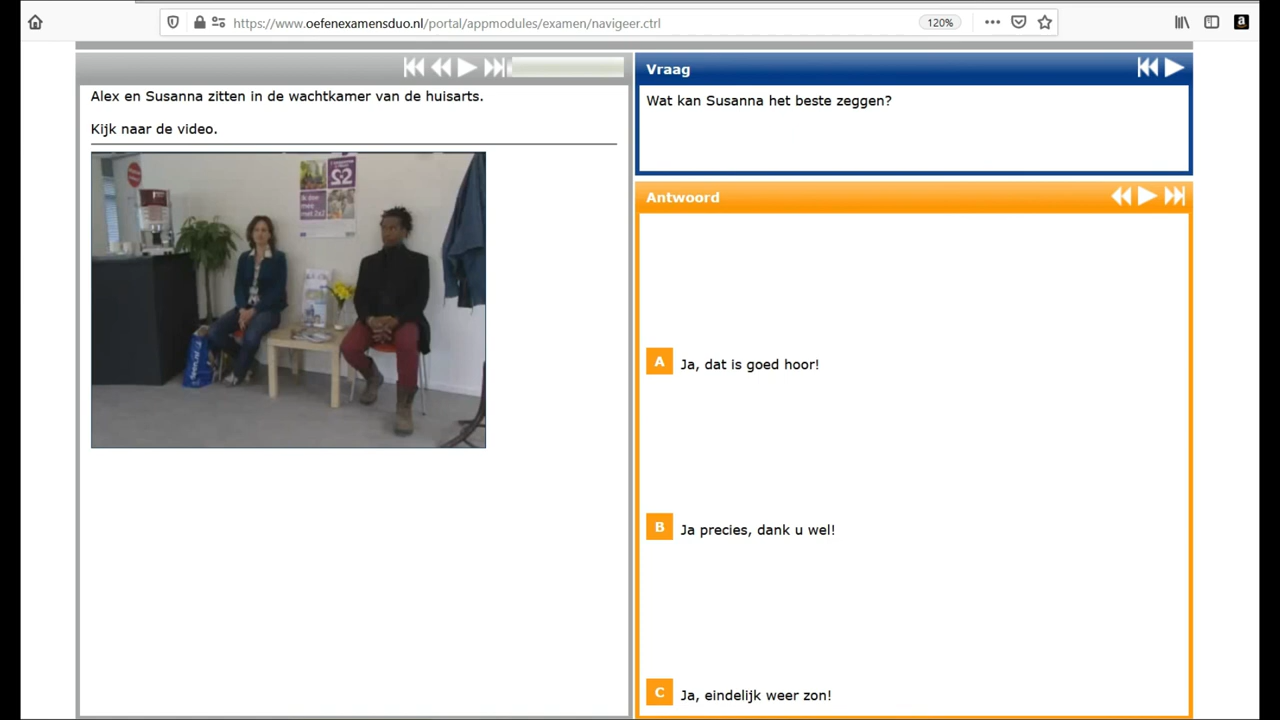 https://www.oefenexamensduo.nl/portal/appmodules/examen/navigeer.ctrl
120%
Alex en Susanna zitten in de wachtkamer van de huisarts.
Kijk naar de video.
Vraag
Wat kan Susanna het beste zeggen?
Antwoord
A Ja, dat is goed hoor!
B Ja precies, dank u wel!
C Ja, eindelijk weer zon!